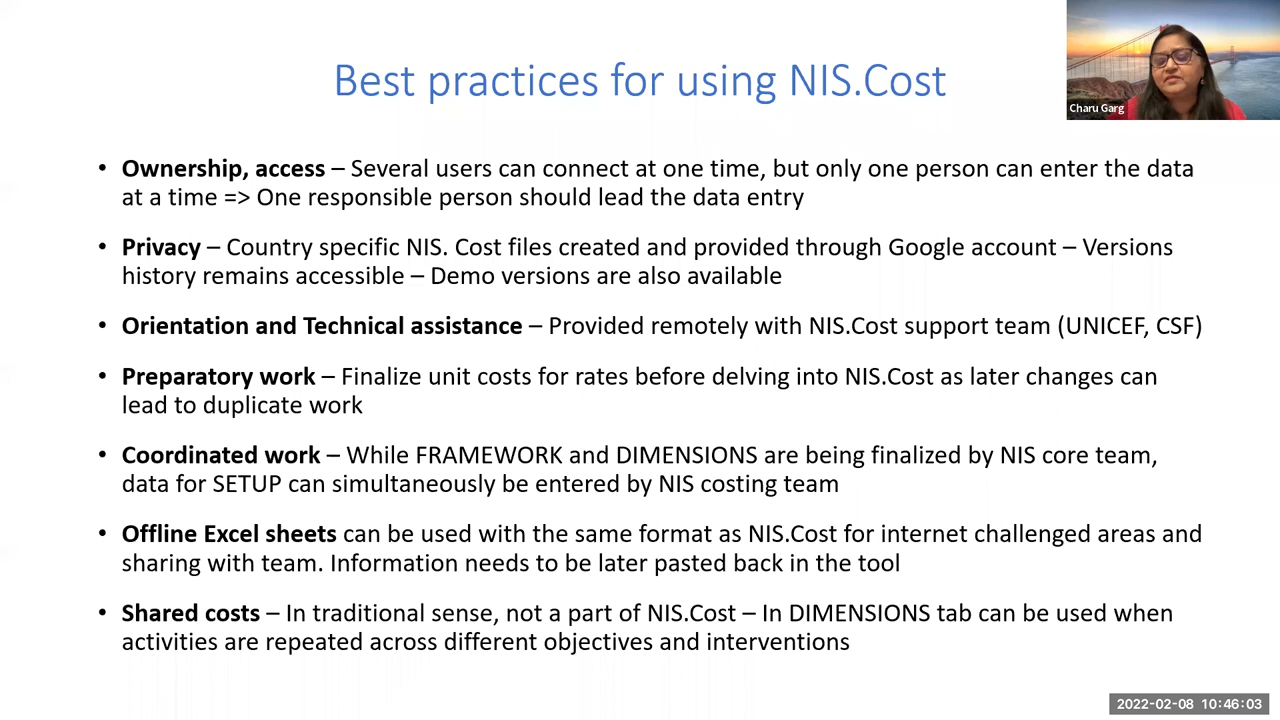 Best practices for using NIS.Cost
Charu Garg
• Ownership, access – Several users can connect at one time, but only one person can enter the data
at a time => One responsible person should lead the data entry
• Privacy – Country specific NIS. Cost files created and provided through Google account – Versions
history remains accessible – Demo versions are also available
• Orientation and Technical assistance – Provided remotely with NIS.Cost support team (UNICEF, CSF)
• Preparatory work – Finalize unit costs for rates before delving into NIS.Cost as later changes can
lead to duplicate work
• Coordinated work – While FRAMEWORK and DIMENSIONS are being finalized by NIS core team,
data for SETUP can simultaneously be entered by NIS costing team
• Offline Excel sheets can be used with the same format as NIS.Cost for internet challenged areas and
sharing with team. Information needs to be later pasted back in the tool
• Shared costs – In traditional sense, not a part of NIS.Cost – In DIMENSIONS tab can be used when
activities are repeated across different objectives and interventions
2022-02-08 10:46:03